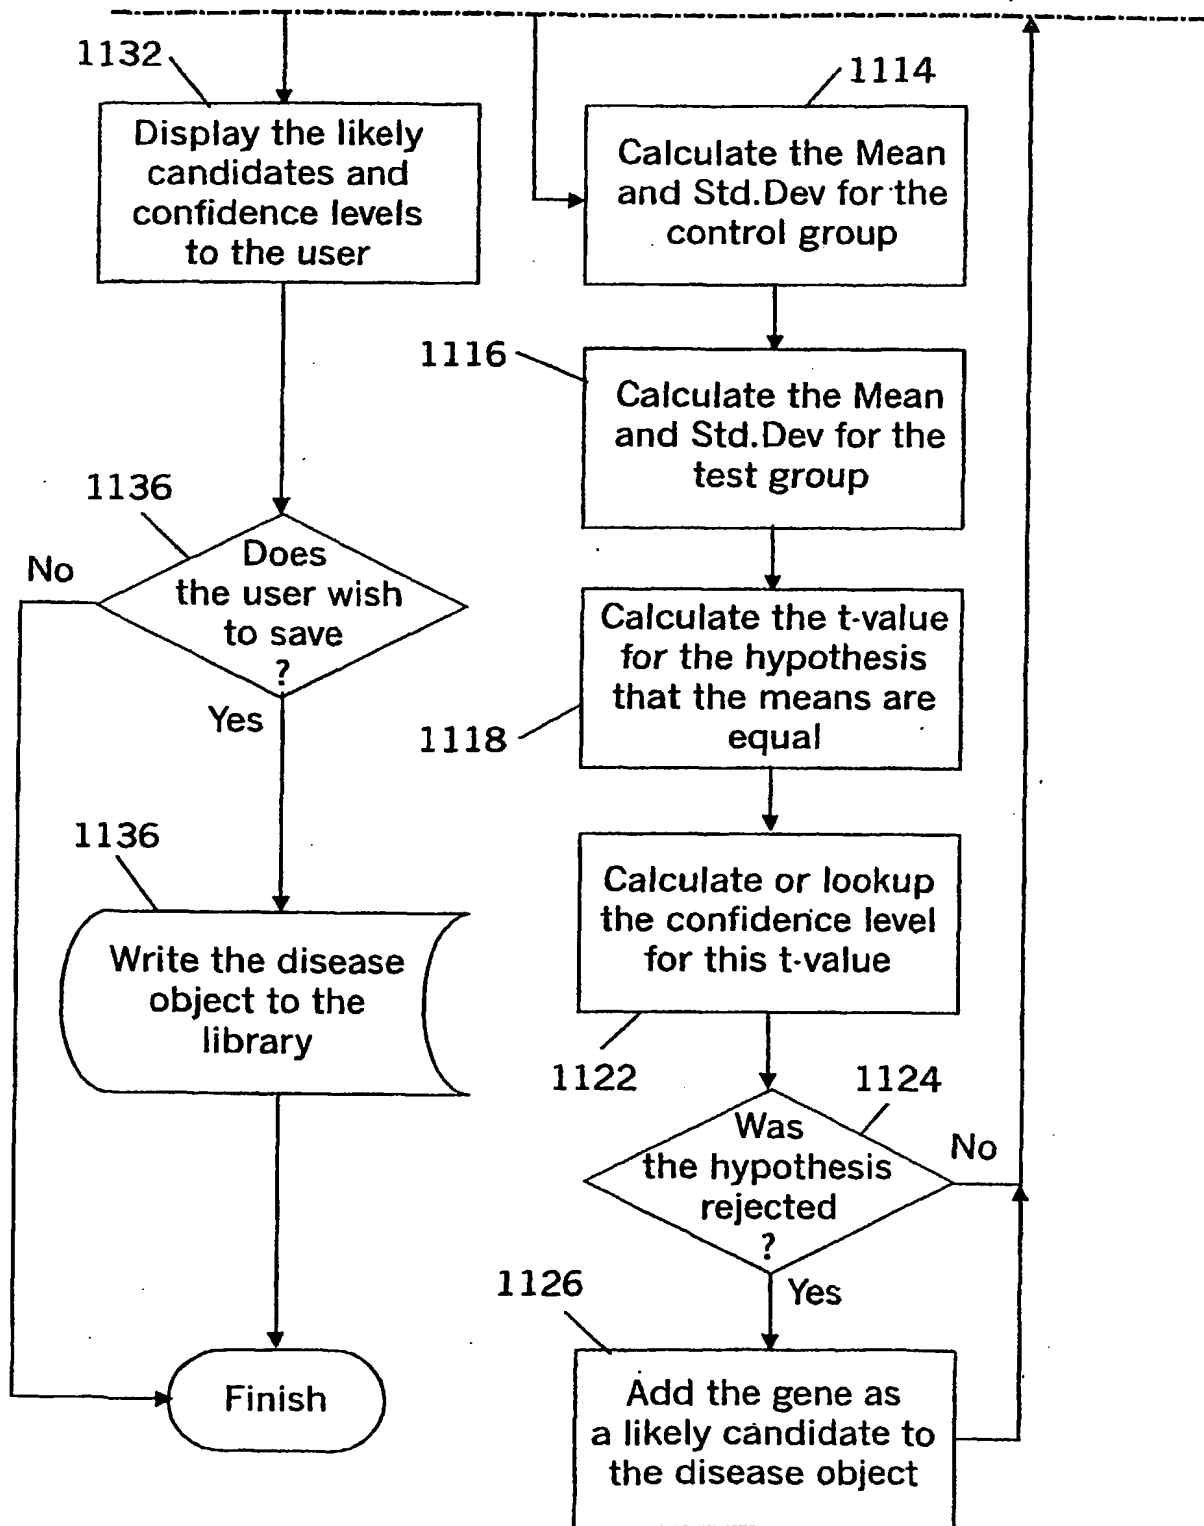 1132
Display the likely
candidates and
confidence levels
to the user
1136
Does
the user wish
to save
?
No
Yes
1136
Write the disease
object to the
library
Finish
1114
Calculate the Mean
and Std.Dev for the
control group
1116
Calculate the Mean
and Std.Dev for the
test group
Calculate the t-value
for the hypothesis
that the means are
equal
1118
Calculate or lookup
the confidence level
for this t-value
1122
1124
Was
the hypothesis
rejected
?
No
Yes
1126
Add the gene as
a likely candidate to
the disease object